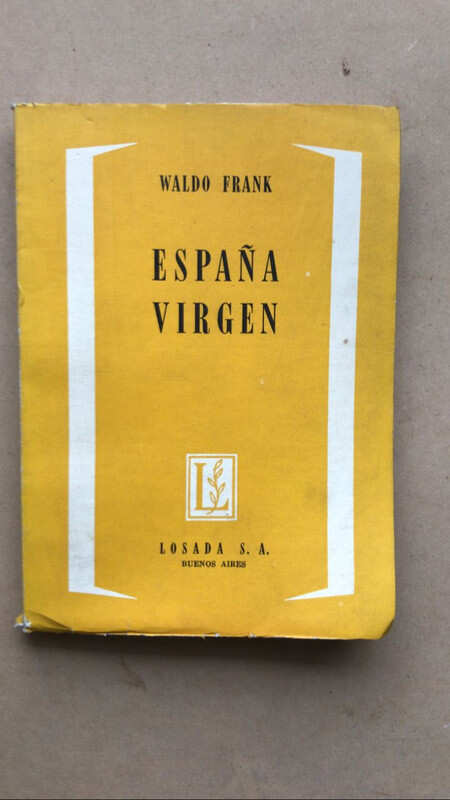 WALDO FRANK
ESPAÑA
VIRGEN
L
LOSADA S. A.
BUENOS AIRES